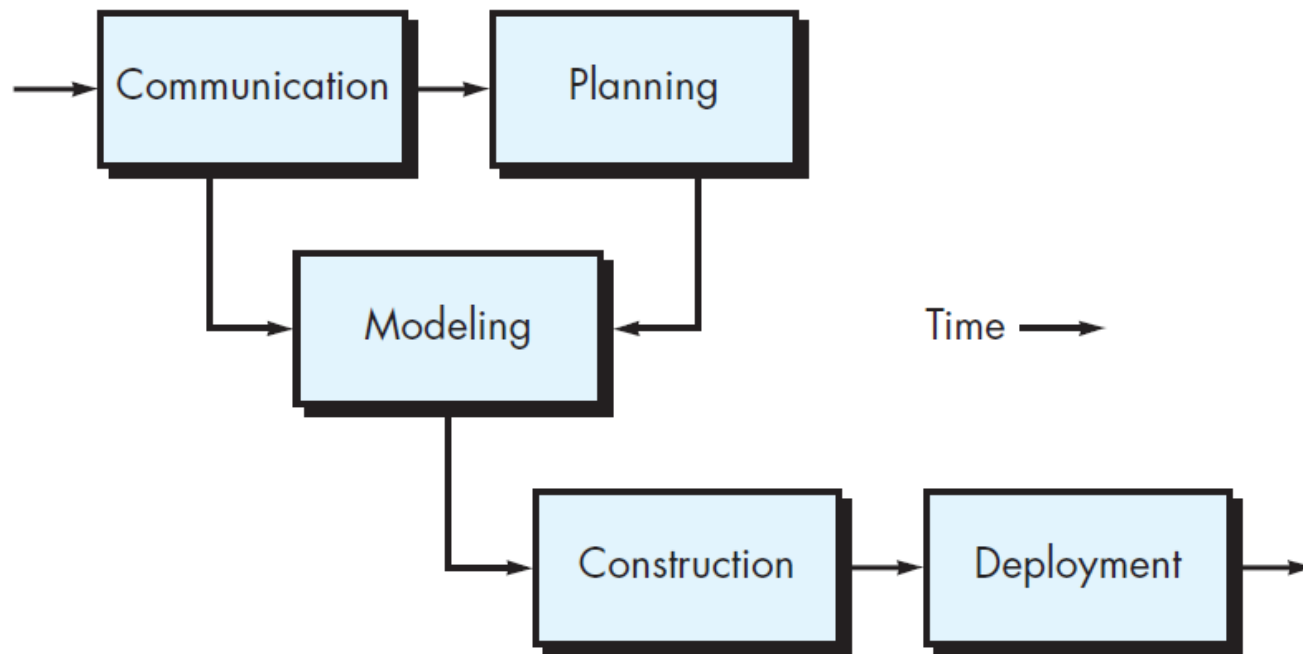 Communication
Planning
Modeling
Time
Construction
Deployment